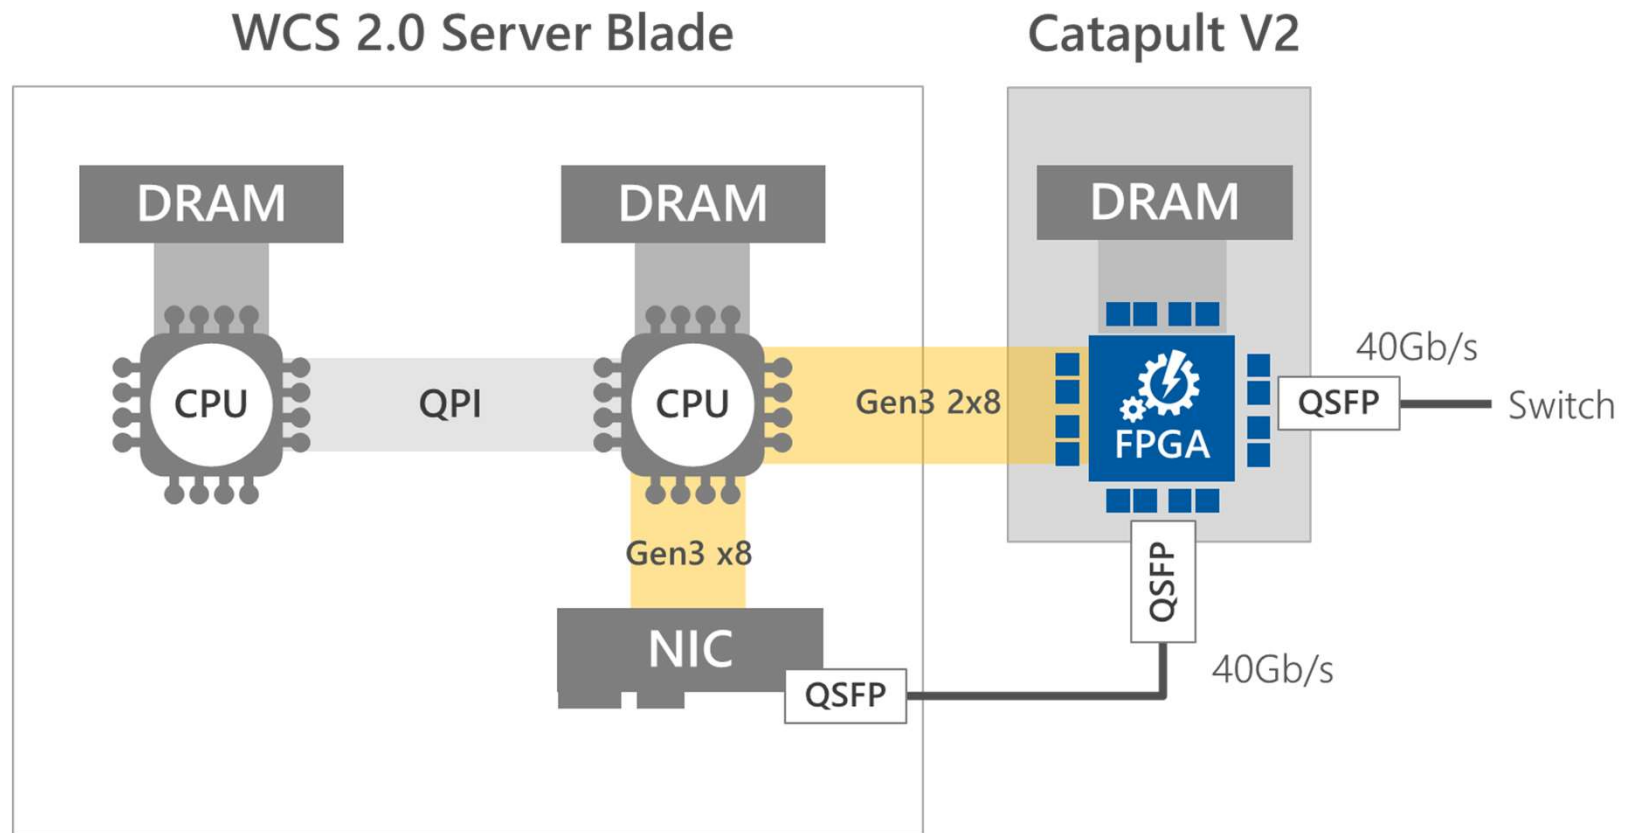 WCS 2.0 Server Blade
Catapult V2
DRAM
DRAM
DRAM
CPU
QPI
CPU
Gen3 2x8
FPGA
QSFP
40Gb/s
Switch
Gen3 x8
NIC
QSFP
QSFP
40Gb/s